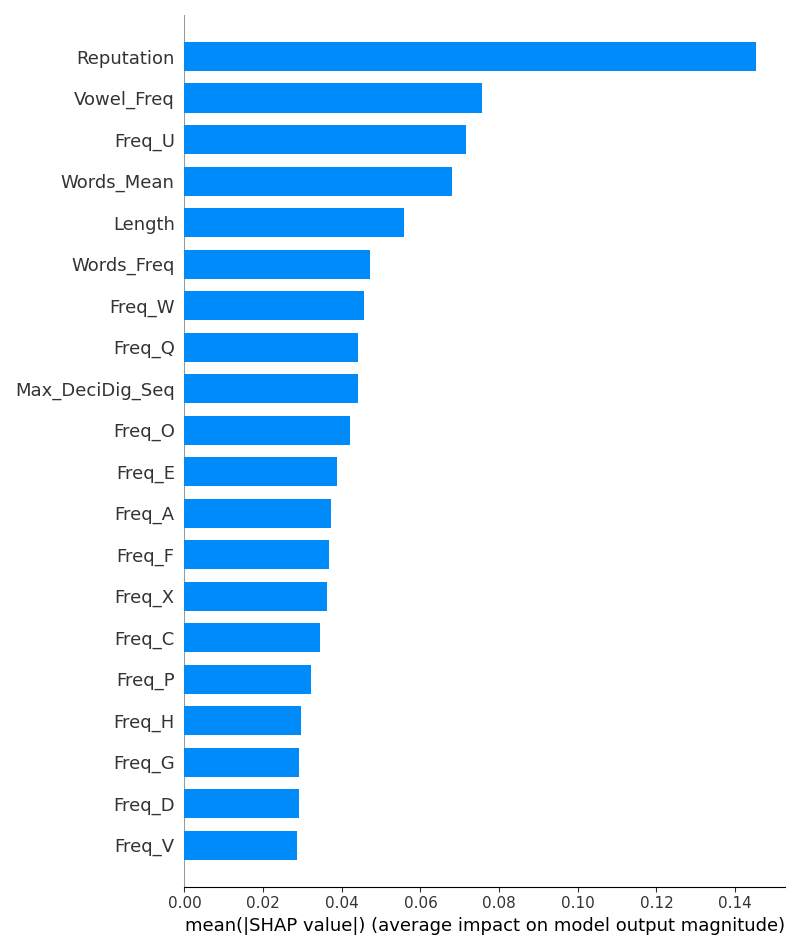 Reputation
Vowel_Freq
Freq_U
Words_Mean
Length
Words_Freq
Freq_W
Freq_Q
Max_DeciDig_Seq
Freq_O
Freq_E
Freq_A
Freq_F
Freq_X
Freq_C
Freq_P
Freq_H
Freq_G
Freq_D
Freq_V
0.00 0.02 0.04 0.06 0.08 0.10 0.12 0.14
mean(|SHAP value|) (average impact on model output magnitude)